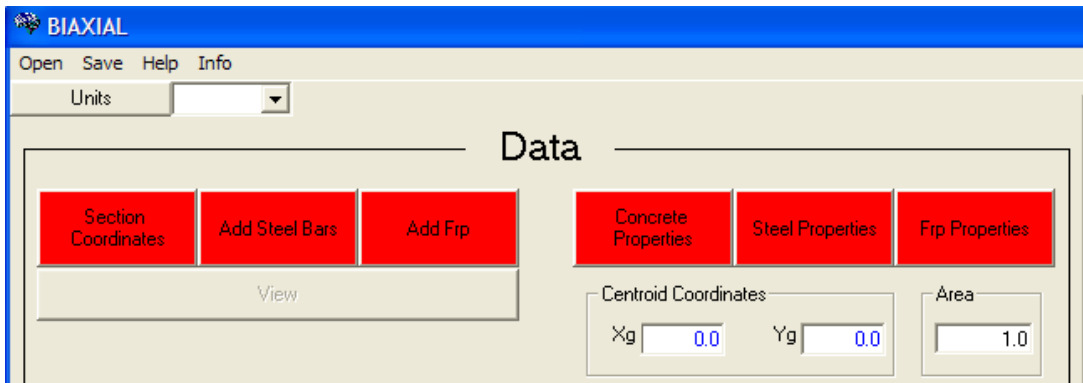 BIAXIAL
Open Save Help Info
Units
Data
Section
Coordinates
Add Steel Bars
Add Frp
Concrete
Properties
Steel Properties
Frp Properties
View
Centroid Coordinates
Area
Xg 0.0 Yg 0.0
1.0